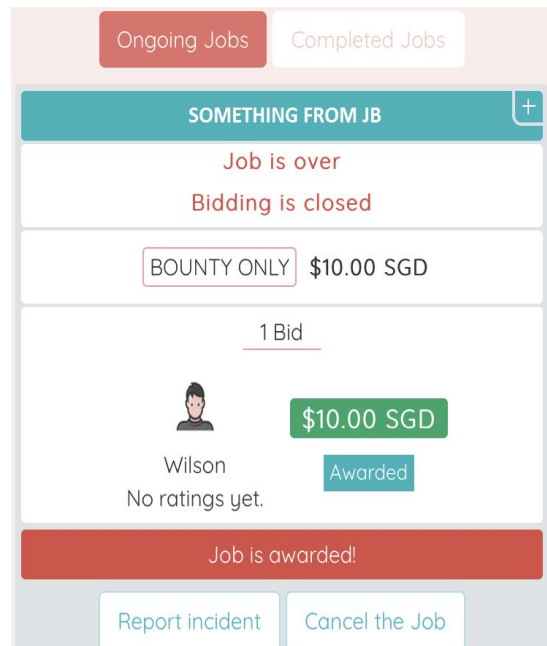 Ongoing Jobs Completed Jobs
SOMETHING FROM JB +
Job is over
Bidding is closed
BOUNTY ONLY $10.00 SGD
1 Bid
$10.00 SGD
Wilson
Awarded
No ratings yet.
Job is awarded!
Report incident Cancel the Job